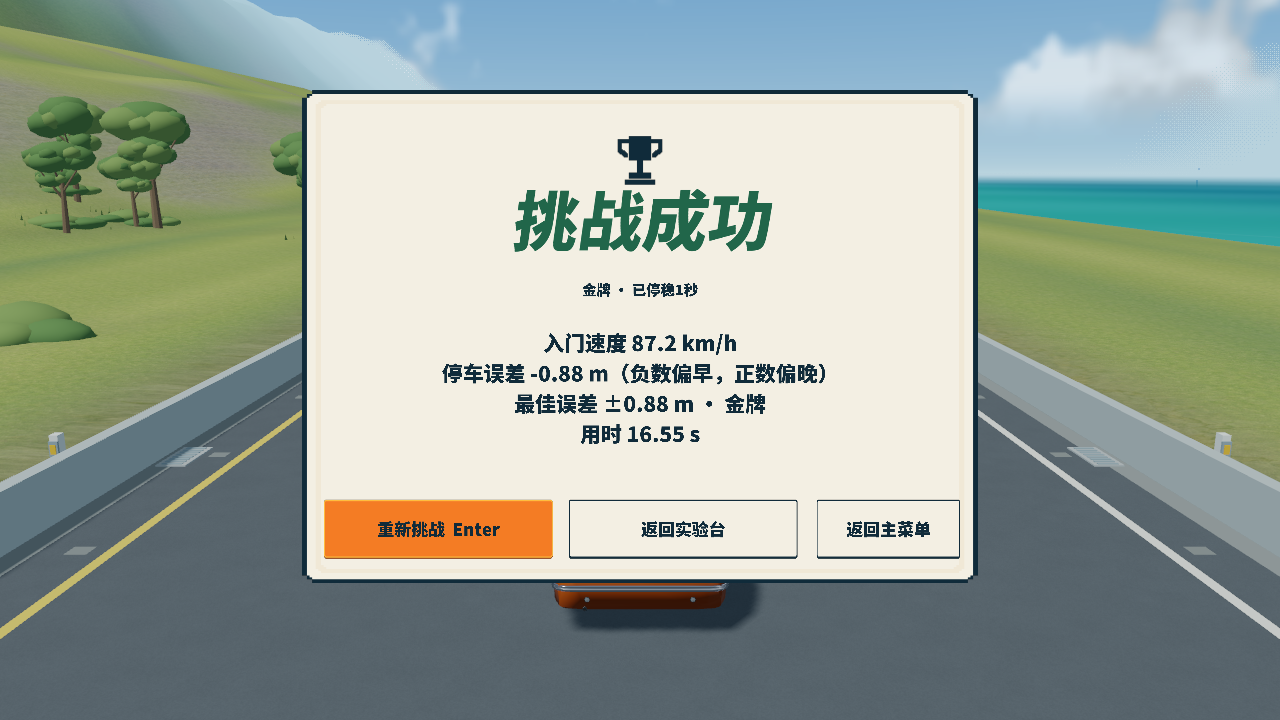 挑战成功
金牌 · 已停稳1秒
入门速度 87.2 km/h
停车误差 -0.88 m（负数偏早，正数偏晚）
最佳误差 ±0.88 m · 金牌
用时 16.55 s
重新挑战 Enter
返回实验台
返回主菜单